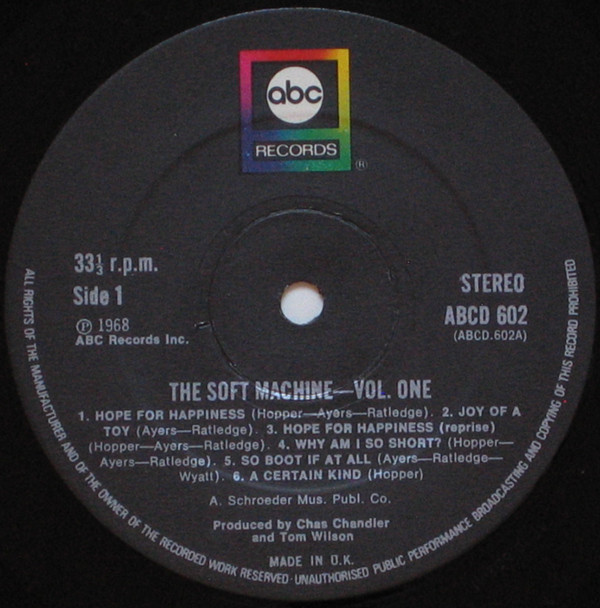 abc
RECORDS
®
33⅓ r.p.m.
Side 1
℗ 1968
ABC Records Inc.
STEREO
ABCD 602
(ABCD.602A)
THE SOFT MACHINE—VOL. ONE
1. HOPE FOR HAPPINESS (Hopper—Ayers—Ratledge). 2. JOY OF A
TOY (Ayers—Ratledge). 3. HOPE FOR HAPPINESS (reprise)
(Hopper—Ayers—Ratledge). 4. WHY AM I SO SHORT? (Hopper—
Ayers—Ratledge). 5. SO BOOT IF AT ALL (Ayers—Ratledge—
Wyatt). 6. A CERTAIN KIND (Hopper)
A. Schroeder Mus. Publ. Co.
Produced by Chas Chandler
and Tom Wilson
MADE IN U.K.
ALL RIGHTS OF THE MANUFACTURER AND OF THE OWNER OF THE RECORDED WORK RESERVED · UNAUTHORISED PUBLIC PERFORMANCE BROADCASTING AND COPYING OF THIS RECORD PROHIBITED